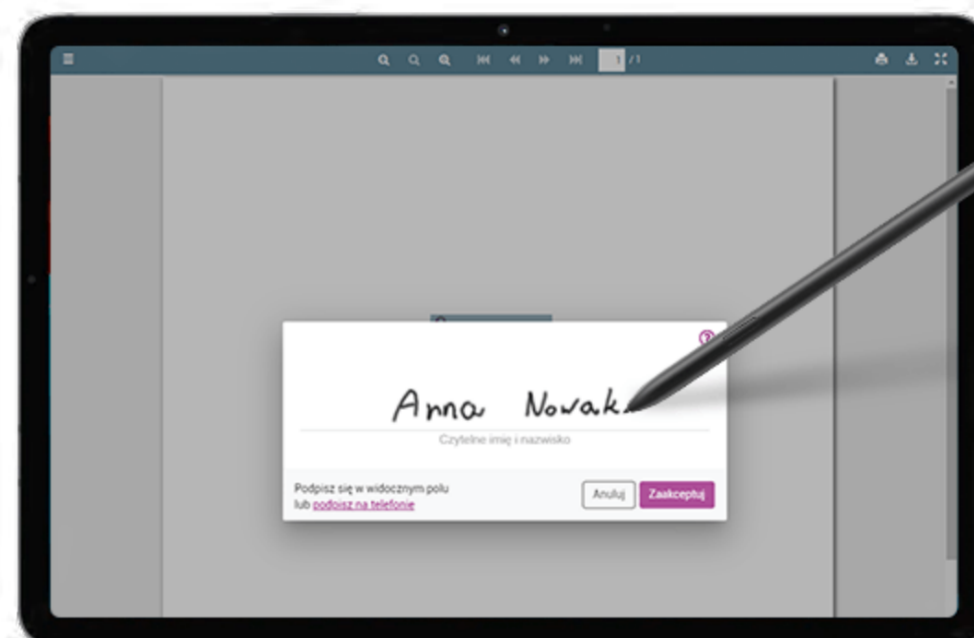 1 / 1
Anna Nowak
Czytelne imię i nazwisko
Podpisz się w widocznym polu
lub podpisz na telefonie
Anuluj
Zaakceptuj